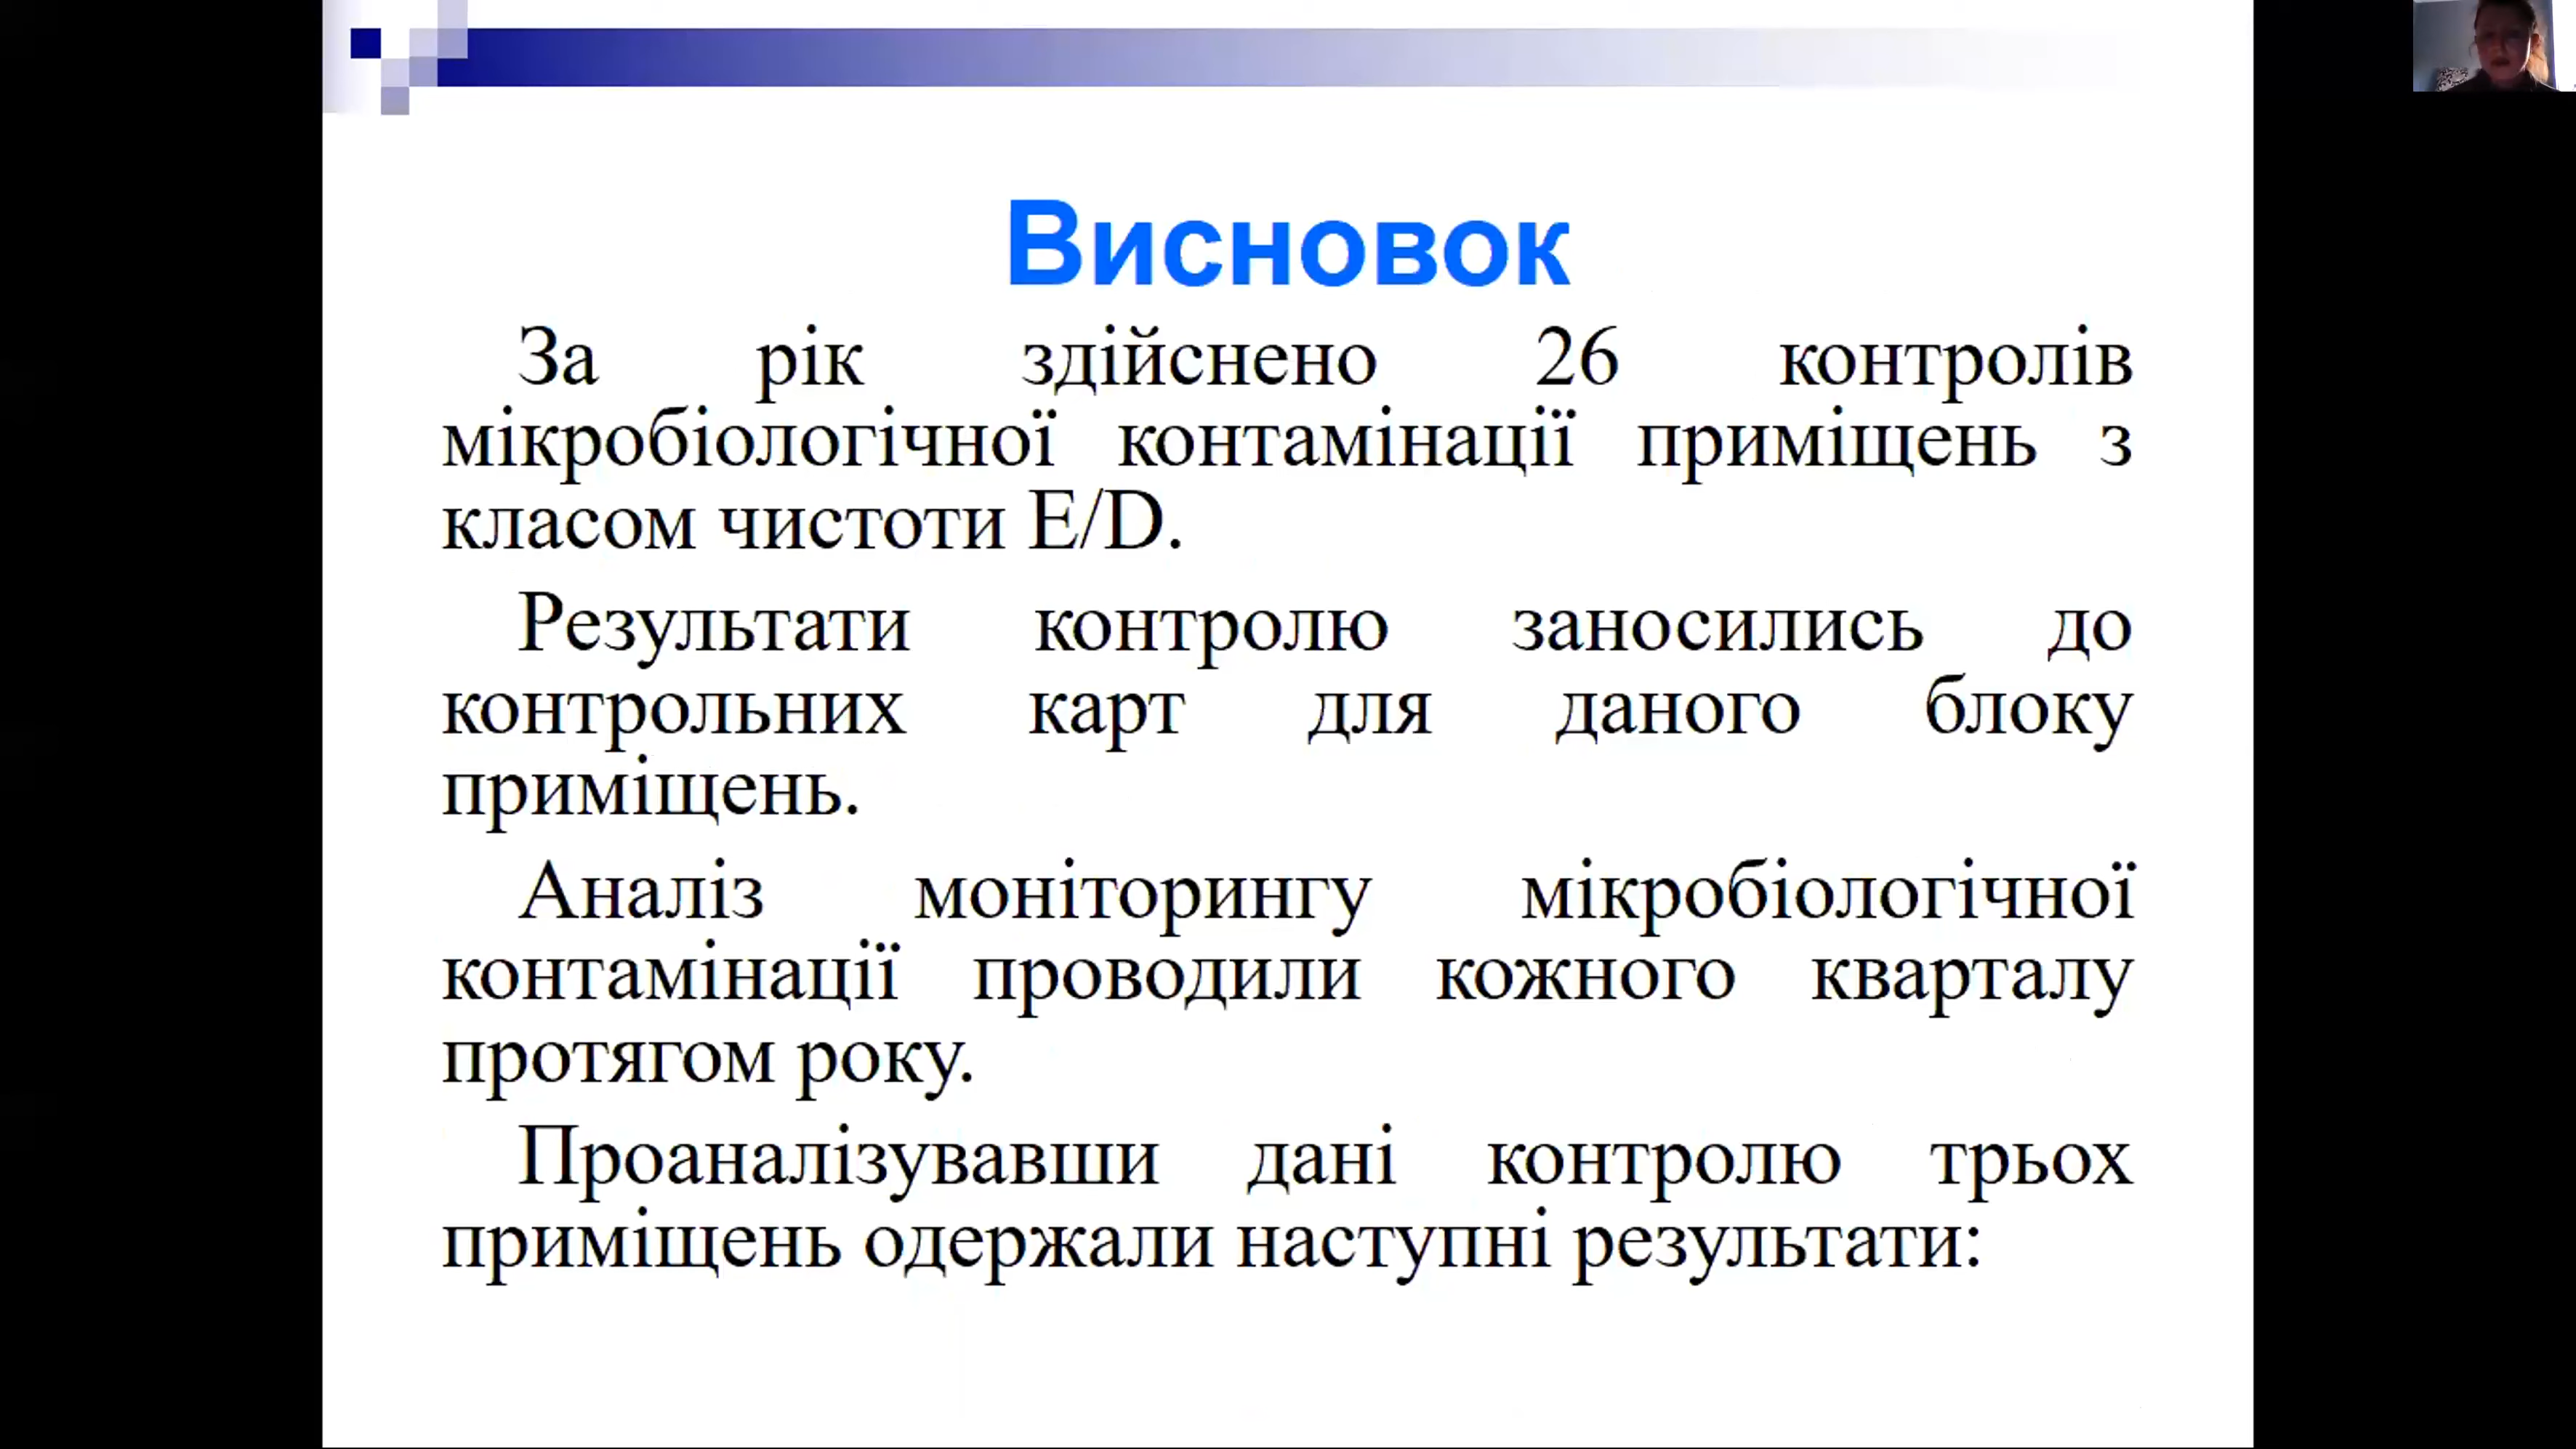 Висновок
За рік здійснено 26 контролів
мікробіологічної контамінації приміщень з
класом чистоти E/D.
Результати контролю заносились до
контрольних карт для даного блоку
приміщень.
Аналіз моніторингу мікробіологічної
контамінації проводили кожного кварталу
протягом року.
Проаналізувавши дані контролю трьох
приміщень одержали наступні результати: